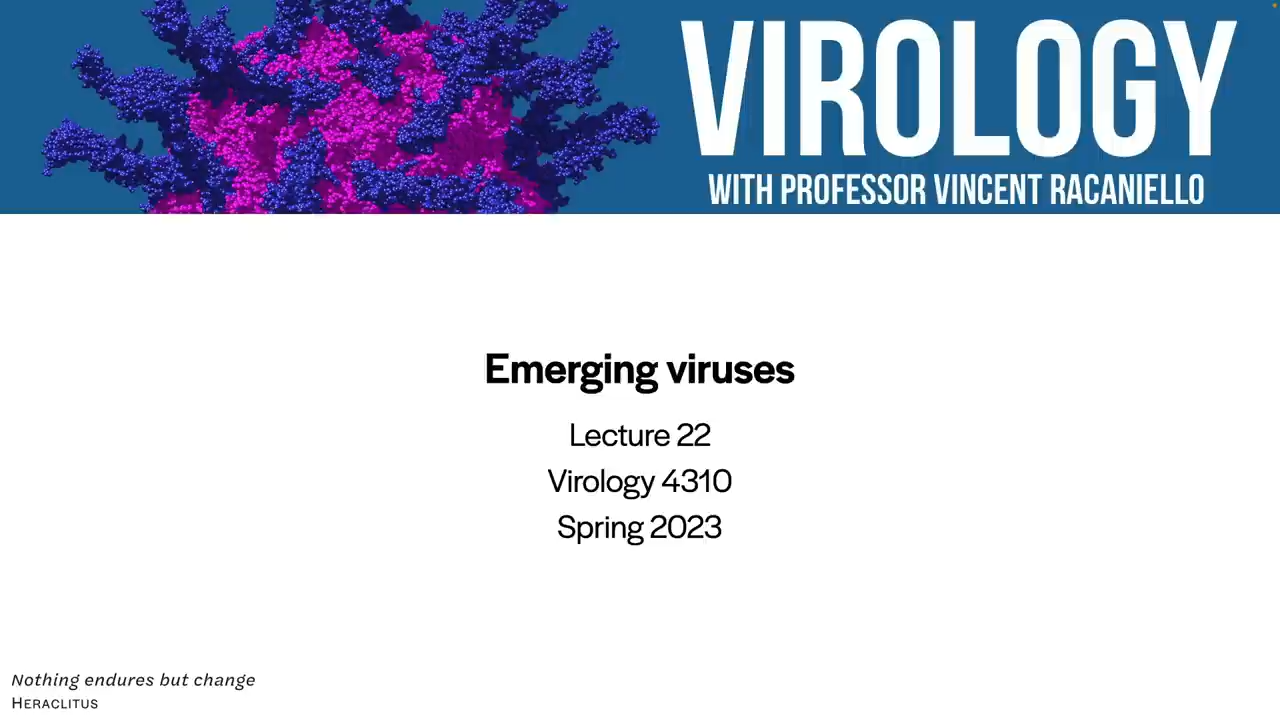 VIROLOGY
WITH PROFESSOR VINCENT RACANIELLO
Emerging viruses
Lecture 22
Virology 4310
Spring 2023
Nothing endures but change
HERACLITUS